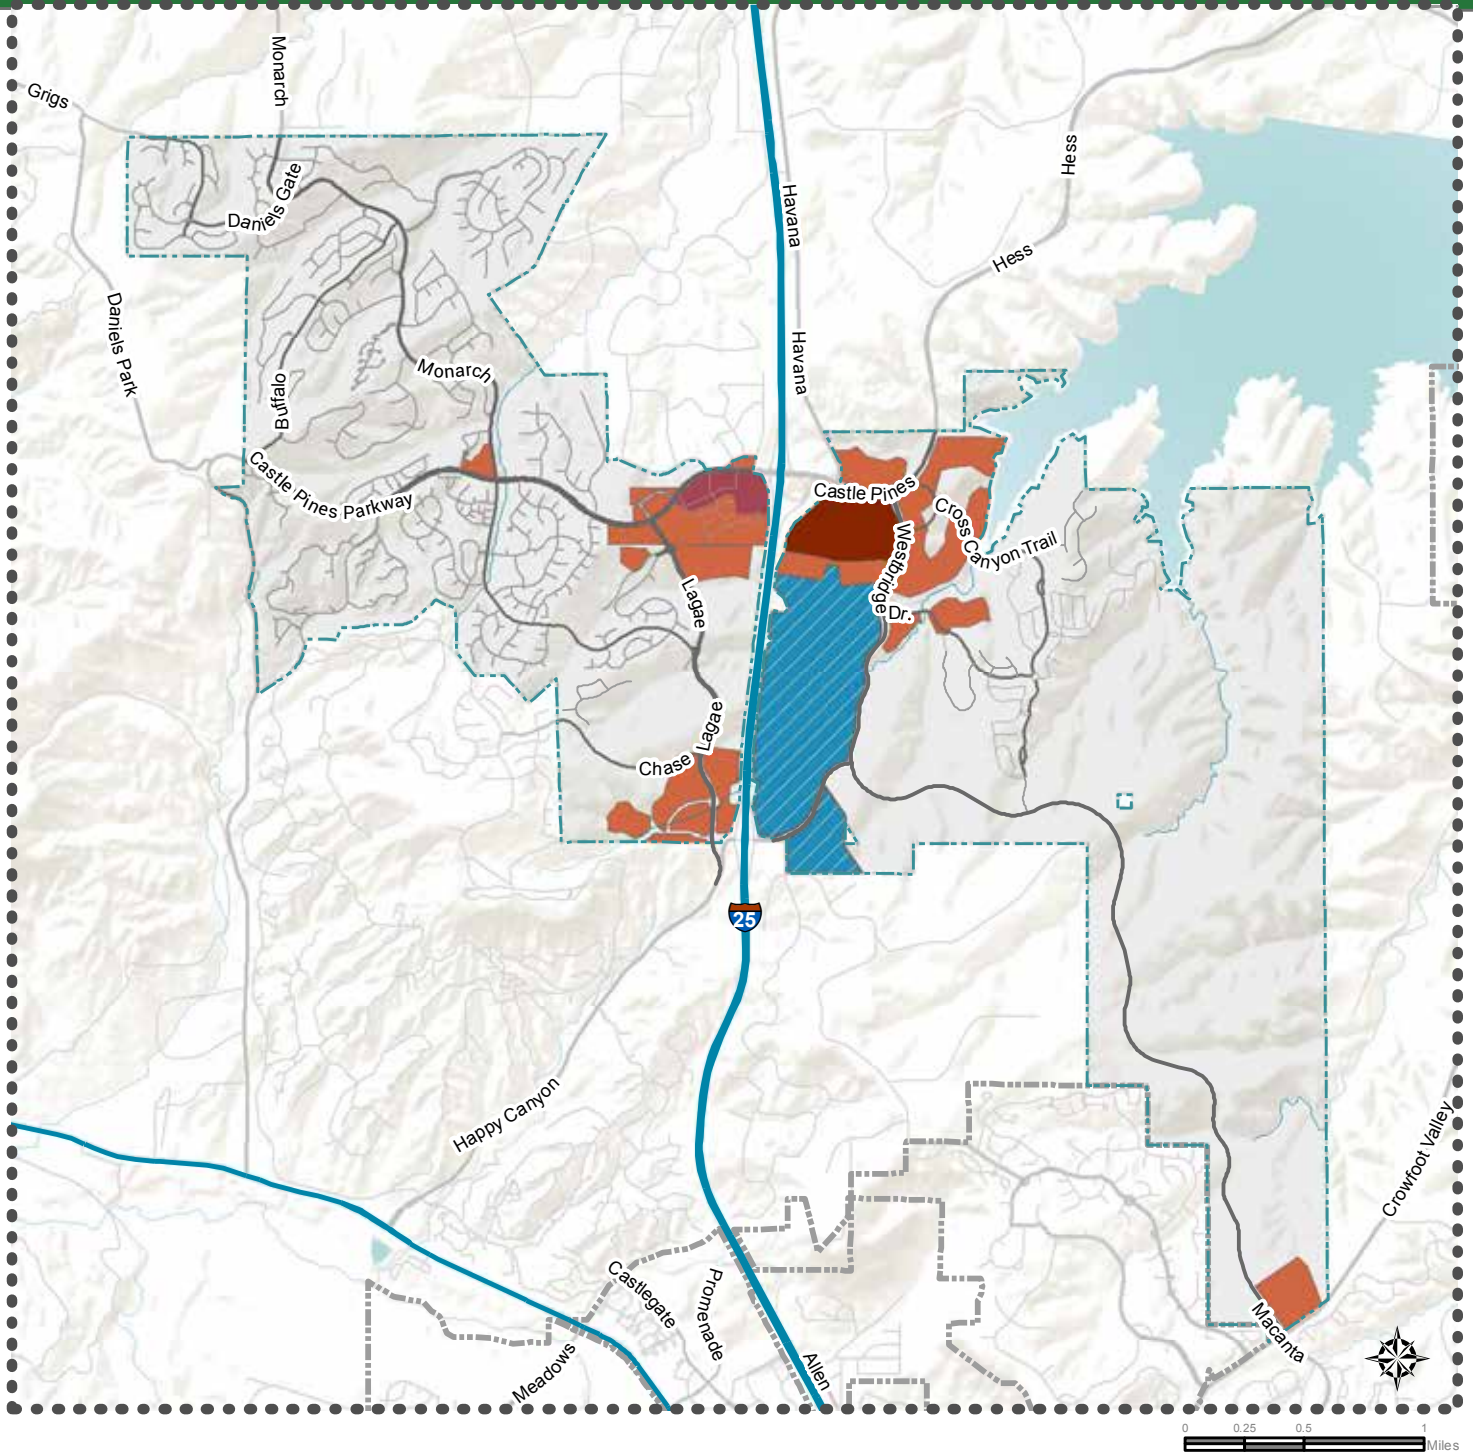 Monarch
Grigs
Hess
Daniels Gate
Havana
Hess
Daniels Park
Havana
Monarch
Buffalo
Castle Pines Parkway
Castle Pines
Cross Canyon Trail
Westbridge Dr.
Lagae
Lagae
Chase
25
Happy Canyon
Crowfoot Valley
Castlegate
Promenade
Macanta
Meadows
Allen
0 0.25 0.5 1
Miles